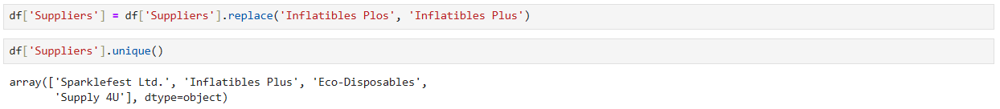 df['Suppliers'] = df['Suppliers'].replace('Inflatibles Plos', 'Inflatibles Plus')
df['Suppliers'].unique()
array(['Sparklefest Ltd.', 'Inflatibles Plus', 'Eco-Disposables',
'Supply 4U'], dtype=object)